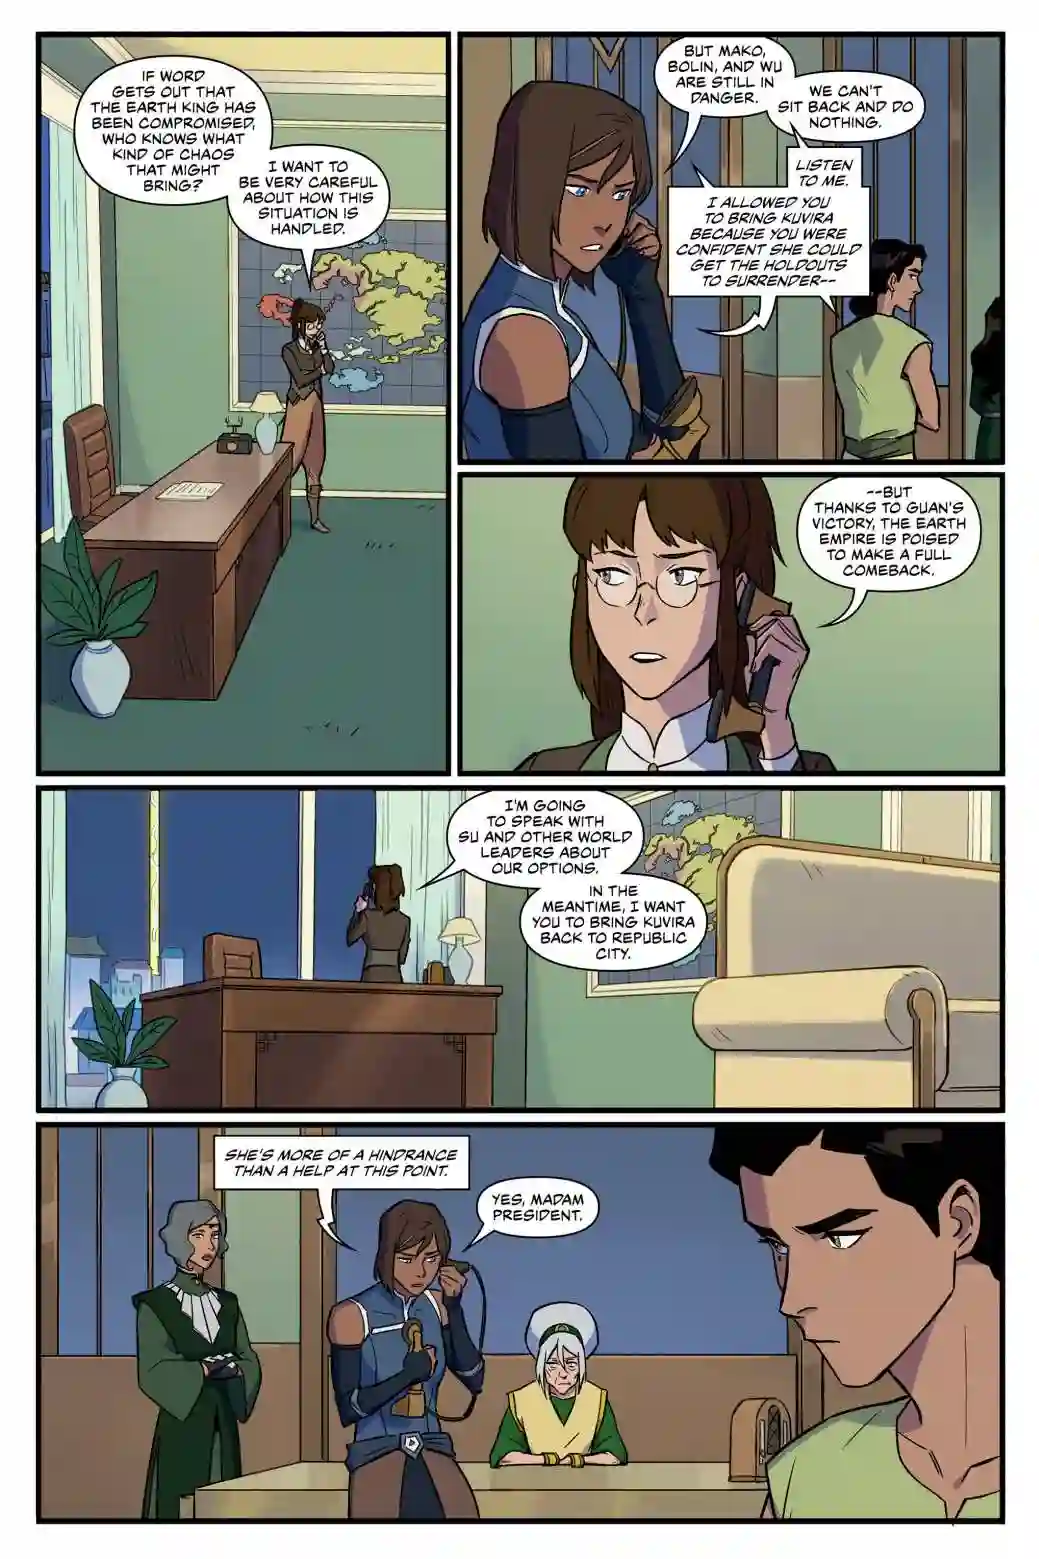 IF WORD
GETS OUT THAT
THE EARTH KING HAS
BEEN COMPROMISED,
WHO KNOWS WHAT
KIND OF CHAOS
THAT MIGHT
BRING?
I WANT TO
BE VERY CAREFUL
ABOUT HOW THIS
SITUATION IS
HANDLED.
BUT MAKO,
BOLIN, AND WU
ARE STILL IN
DANGER.
WE CAN'T
SIT BACK AND DO
NOTHING.
LISTEN
TO ME.
I ALLOWED YOU
TO BRING KUVIRA
BECAUSE YOU WERE
CONFIDENT SHE COULD
GET THE HOLDOUTS
TO SURRENDER--
--BUT
THANKS TO GUAN'S
VICTORY, THE EARTH
EMPIRE IS POISED
TO MAKE A FULL
COMEBACK.
I'M GOING
TO SPEAK WITH
SU AND OTHER WORLD
LEADERS ABOUT
OUR OPTIONS.
IN THE
MEANTIME, I WANT
YOU TO BRING KUVIRA
BACK TO REPUBLIC
CITY.
SHE'S MORE OF A HINDRANCE
THAN A HELP AT THIS POINT.
YES, MADAM
PRESIDENT.